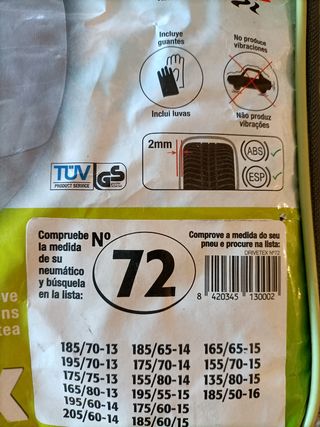 Incluye
guantes
No produce
vibraciones
Inclui luvas
Não produz
vibrações
2mm
ABS
ESP
TÜV
PRODUCT SERVICE
GS
Compruebe
la medida
de su
neumático
y búsquela
en la lista:
Nº
72
Comprove a medida do seu
pneu e procure na lista:
DRIVETEX Nº72
8 420345 130002
185/70-13
195/70-13
175/75-13
165/80-13
195/60-14
205/60-14
185/65-14
175/70-14
155/80-14
195/55-15
175/60-15
185/60/15
165/65-15
155/70-15
135/80-15
185/50-16